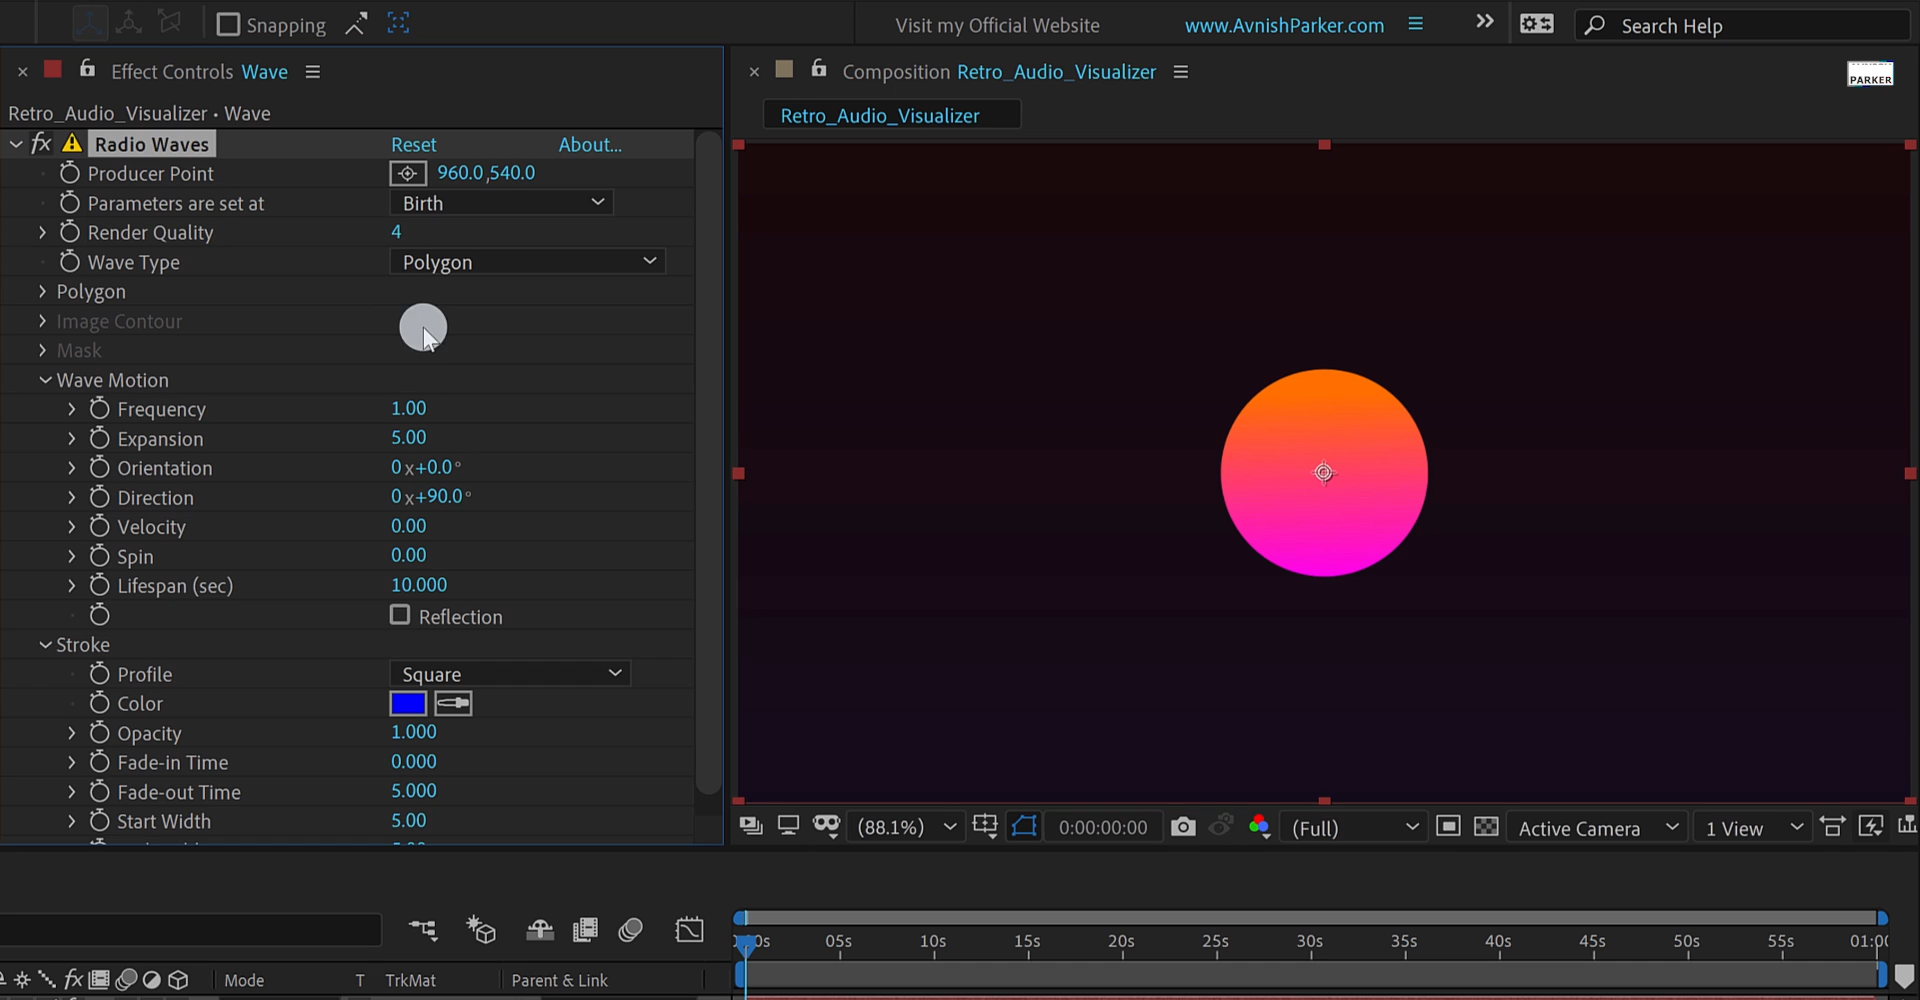 Snapping
Visit my Official Website
www.AvnishParker.com
Search Help
Effect Controls Wave
Composition Retro_Audio_Visualizer
PARKER
Retro_Audio_Visualizer • Wave
Retro_Audio_Visualizer
fx Radio Waves Reset About...
Producer Point 960.0,540.0
Parameters are set at Birth
Render Quality 4
Wave Type Polygon
Polygon
Image Contour
Mask
Wave Motion
Frequency 1.00
Expansion 5.00
Orientation 0 x+0.0°
Direction 0 x+90.0°
Velocity 0.00
Spin 0.00
Lifespan (sec) 10.000
Reflection
Stroke
Profile Square
Color
Opacity 1.000
Fade-in Time 0.000
Fade-out Time 5.000
Start Width 5.00
(88.1%) 0:00:00:00 (Full) Active Camera 1 View
05s 10s 15s 20s 25s 30s 35s 40s 45s 50s 55s
fx Mode T TrkMat Parent & Link